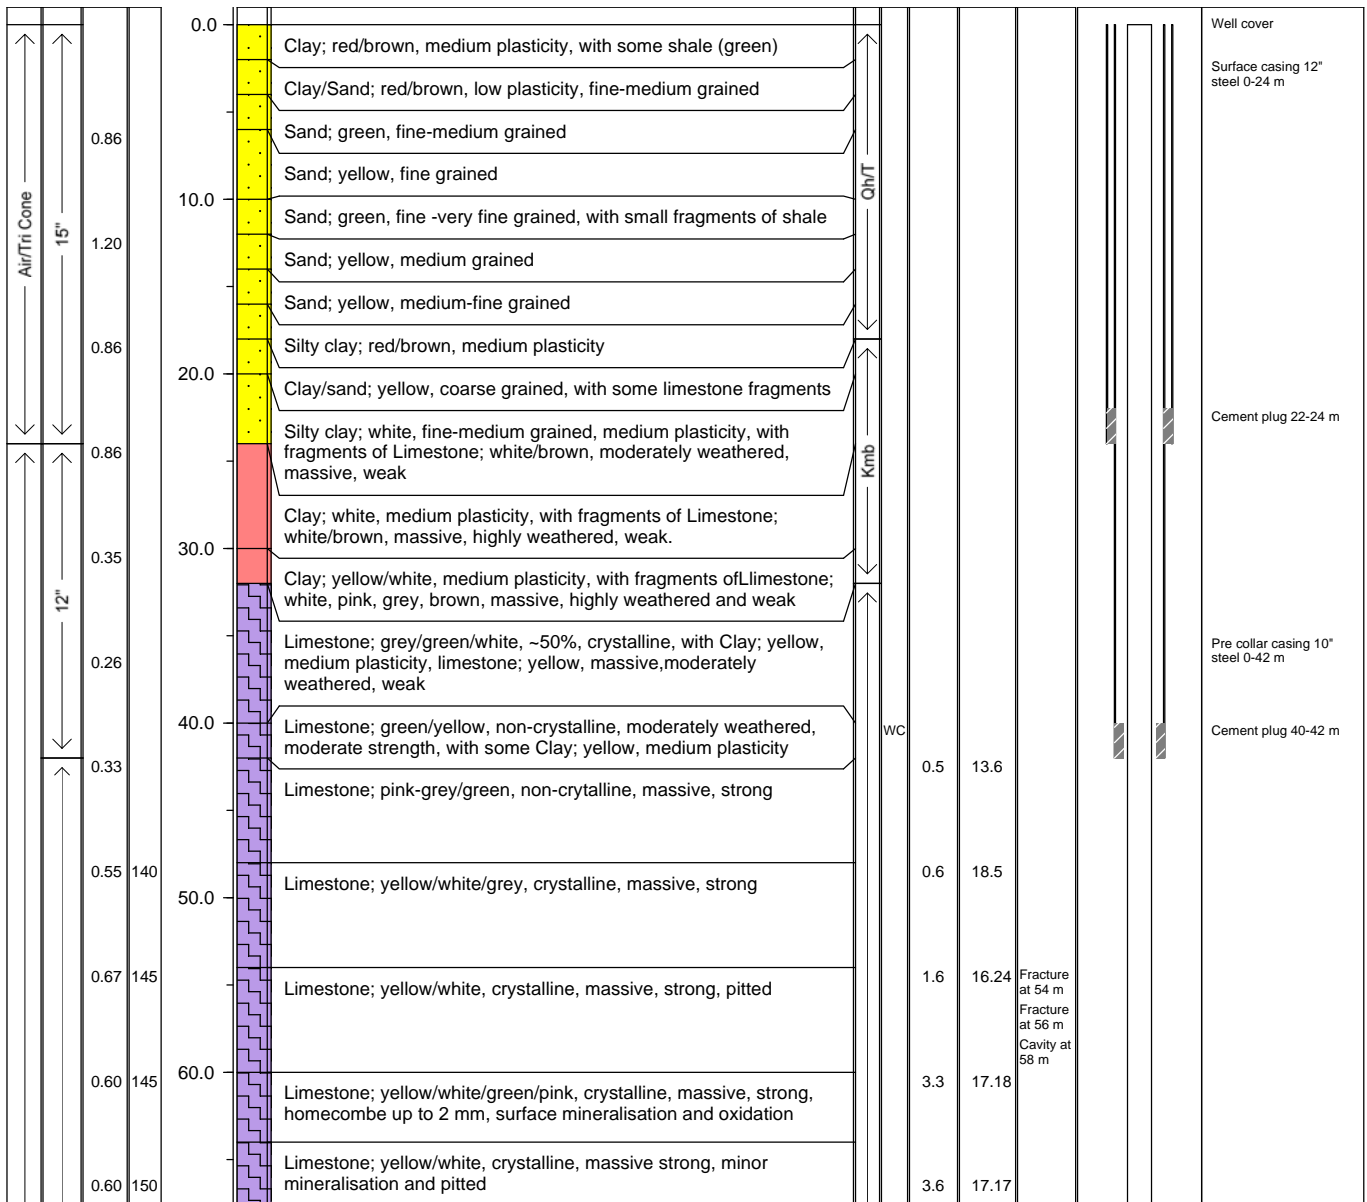 0.0
Clay; red/brown, medium plasticity, with some shale (green)
Well cover
Surface casing 12"
steel 0-24 m
Clay/Sand; red/brown, low plasticity, fine-medium grained
0.86
Sand; green, fine-medium grained
Sand; yellow, fine grained
Air/Tri Cone
15"
Qh/T
10.0
Sand; green, fine -very fine grained, with small fragments of shale
1.20
Sand; yellow, medium grained
Sand; yellow, medium-fine grained
0.86
Silty clay; red/brown, medium plasticity
20.0
Clay/sand; yellow, coarse grained, with some limestone fragments
Cement plug 22-24 m
0.86
Silty clay; white, fine-medium grained, medium plasticity, with
fragments of Limestone; white/brown, moderately weathered,
massive, weak
Kmb
Clay; white, medium plasticity, with fragments of Limestone;
white/brown, massive, highly weathered, weak.
0.35
30.0
12"
Clay; yellow/white, medium plasticity, with fragments ofLlimestone;
white, pink, grey, brown, massive, highly weathered and weak
0.26
Limestone; grey/green/white, ~50%, crystalline, with Clay; yellow,
medium plasticity, limestone; yellow, massive,moderately
weathered, weak
Pre collar casing 10"
steel 0-42 m
40.0
Limestone; green/yellow, non-crystalline, moderately weathered,
moderate strength, with some Clay; yellow, medium plasticity
WC
Cement plug 40-42 m
0.33
0.5
13.6
Limestone; pink-grey/green, non-crytalline, massive, strong
0.55
140
0.6
18.5
Limestone; yellow/white/grey, crystalline, massive, strong
50.0
0.67
145
1.6
16.24
Fracture
at 54 m
Limestone; yellow/white, crystalline, massive, strong, pitted
Fracture
at 56 m
Cavity at
58 m
60.0
0.60
145
3.3
17.18
Limestone; yellow/white/green/pink, crystalline, massive, strong,
homecombe up to 2 mm, surface mineralisation and oxidation
Limestone; yellow/white, crystalline, massive strong, minor
mineralisation and pitted
0.60
150
3.6
17.17